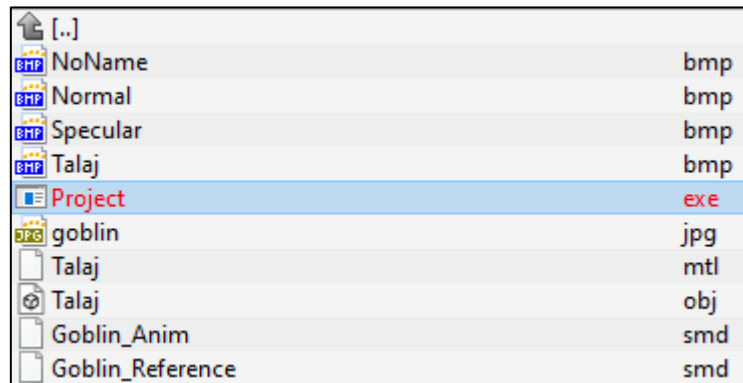 [..]
NoName bmp
Normal bmp
Specular bmp
Talaj bmp
Project exe
goblin jpg
Talaj mtl
Talaj obj
Goblin_Anim smd
Goblin_Reference smd